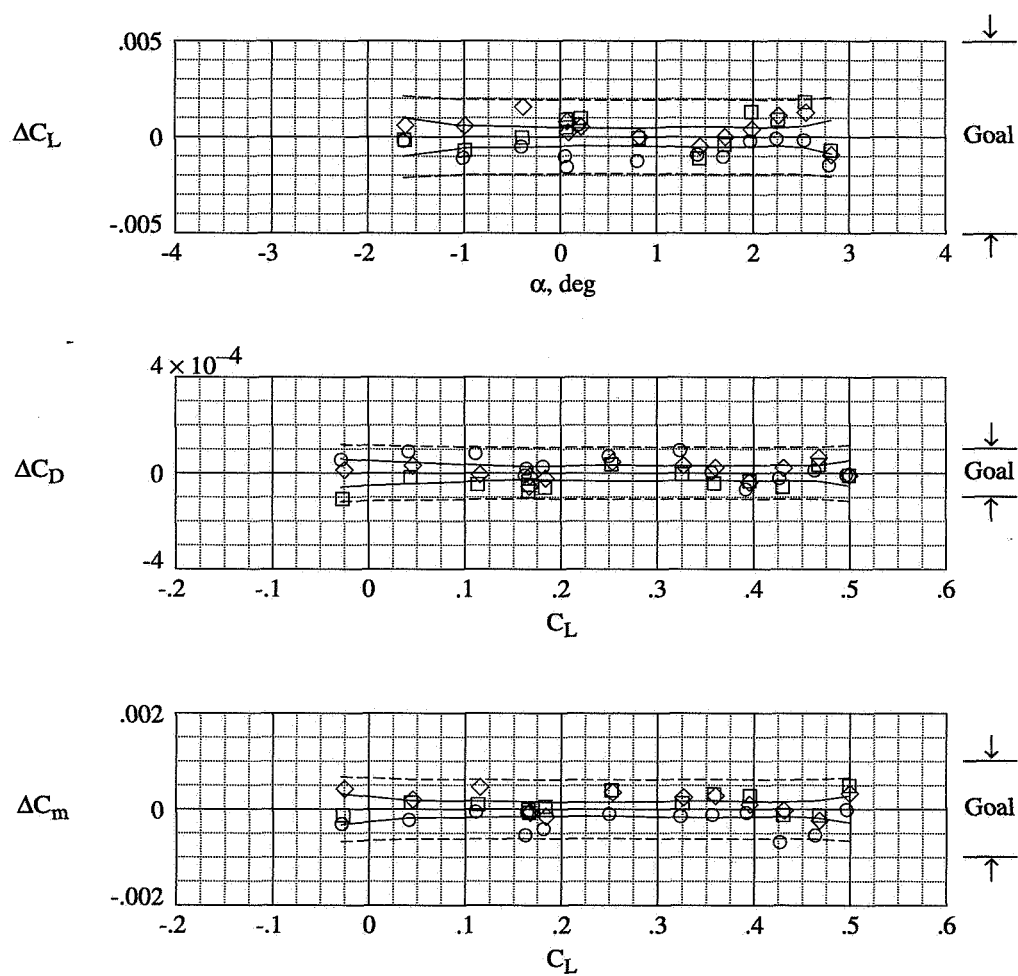 .005
ΔC_L
0
Goal
-.005
-4 -3 -2 -1 0 1 2 3 4
α, deg
4 × 10⁻⁴
ΔC_D
0
Goal
-4
-.2 -.1 0 .1 .2 .3 .4 .5 .6
C_L
.002
ΔC_m
0
Goal
-.002
-.2 -.1 0 .1 .2 .3 .4 .5 .6
C_L